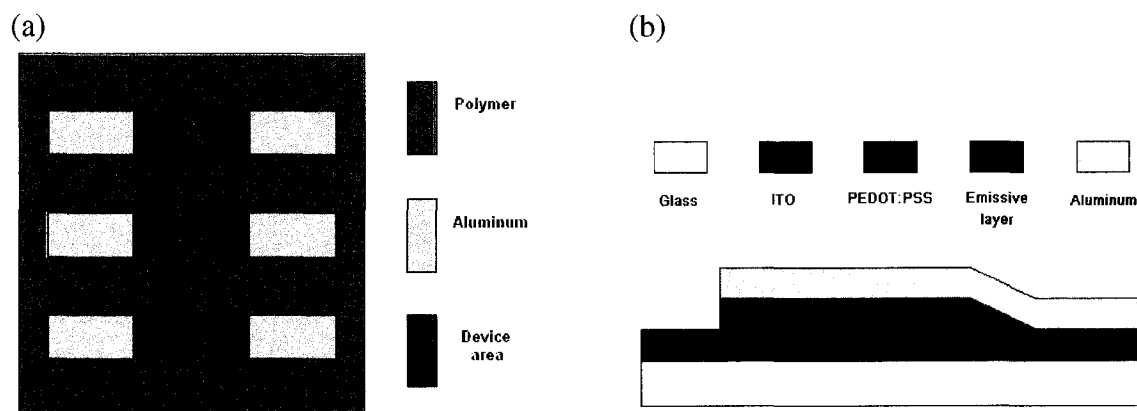 (a)
(b)
Polymer
Aluminum
Device
area
Glass ITO PEDOT:PSS Emissive Aluminum
layer